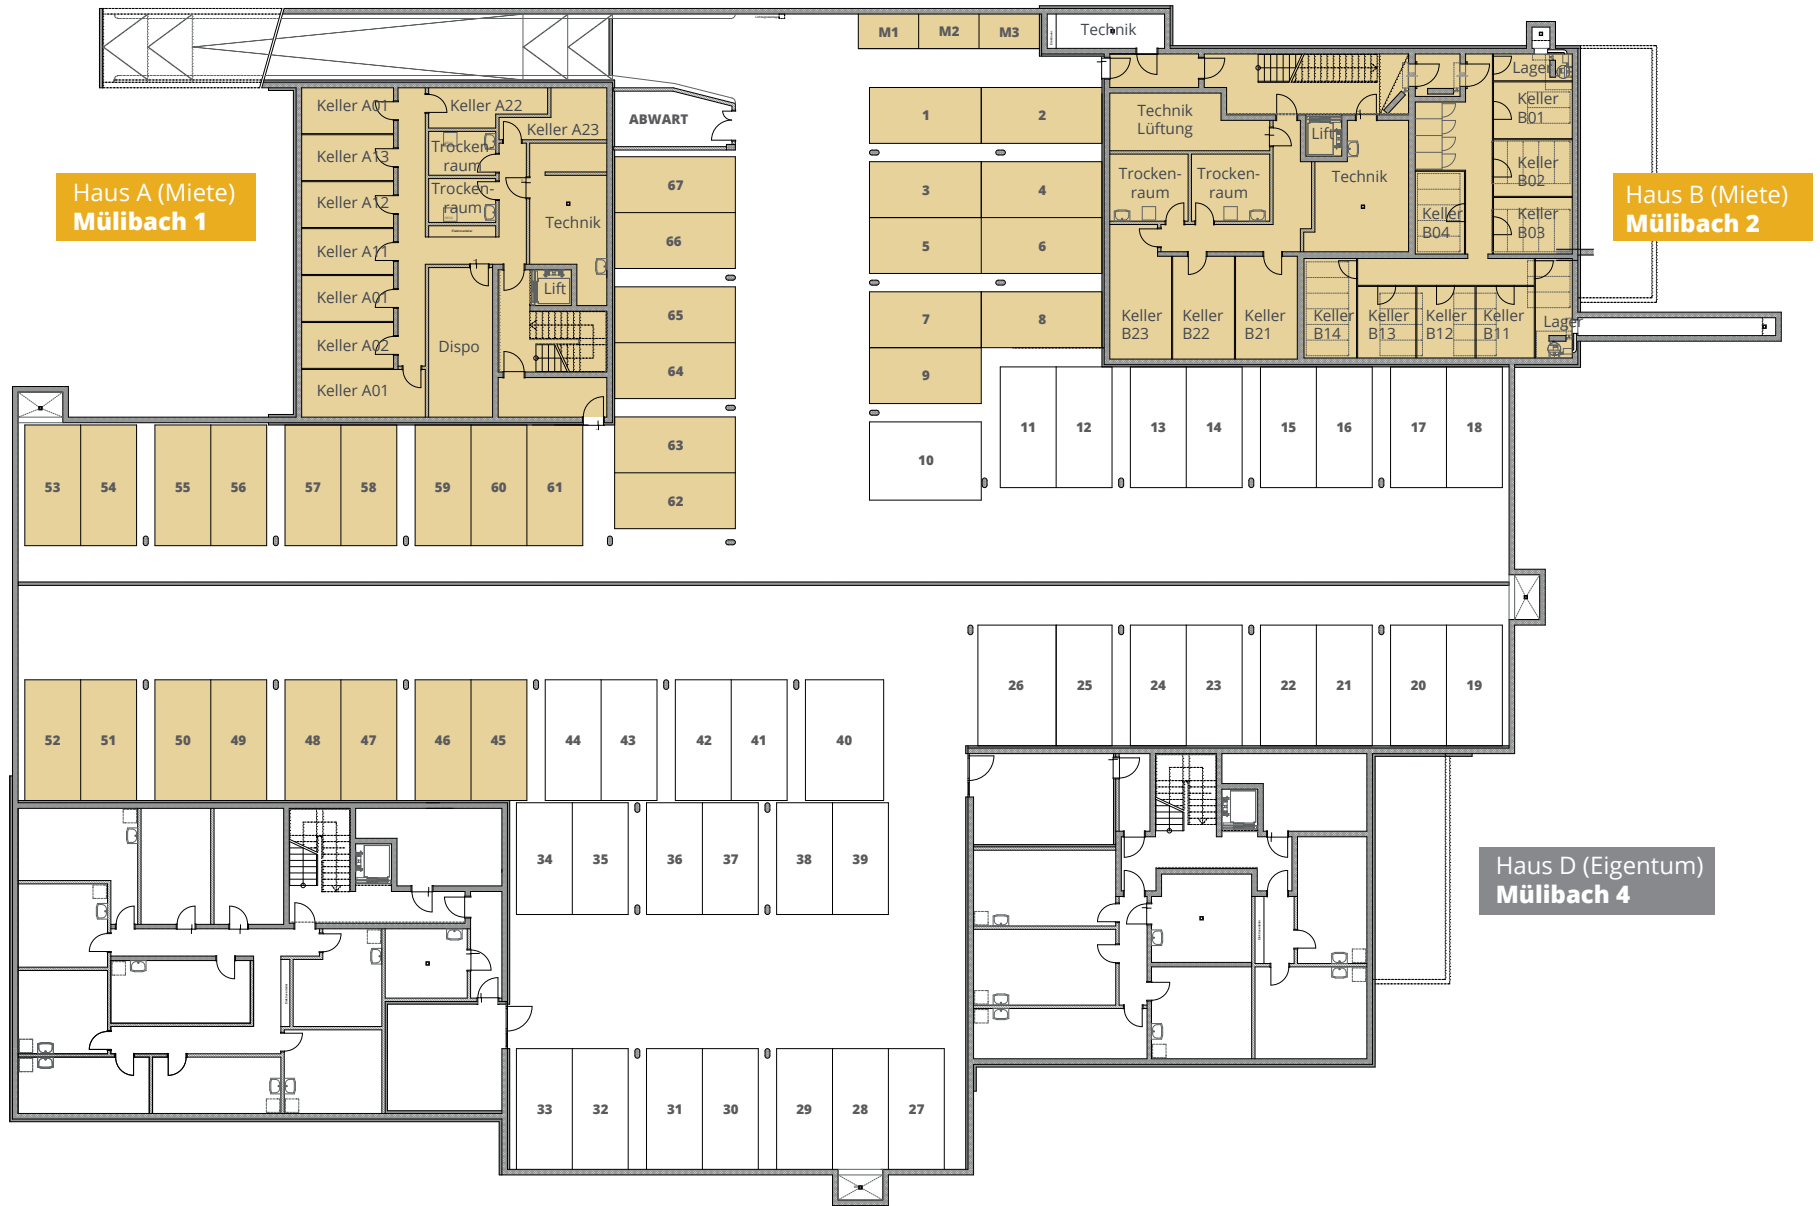 M1 M2 M3
Technik
Haus A (Miete)
Mülibach 1
Keller A01
Keller A13
Keller A12
Keller A11
Keller A01
Keller A02
Keller A01
Keller A22
Keller A23
Trocken-
raum
Trocken-
raum
Technik
Lift
Dispo
ABWART
67
66
65
64
63
62
1 2
3 4
5 6
7 8
9
10
Technik
Lüftung
Trocken-
raum
Trocken-
raum
Lift
Technik
Lager
Keller
B01
Keller
B02
Keller
B03
Keller
B04
Keller
B23
Keller
B22
Keller
B21
Keller
B14
Keller
B13
Keller
B12
Keller
B11
Lager
Haus B (Miete)
Mülibach 2
11 12 13 14 15 16 17 18
53 54 55 56 57 58 59 60 61
26 25 24 23 22 21 20 19
52 51 50 49 48 47 46 45 44 43 42 41 40
34 35 36 37 38 39
Haus D (Eigentum)
Mülibach 4
33 32 31 30 29 28 27